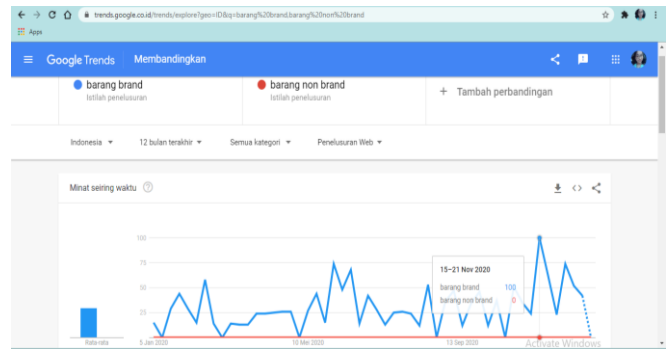 trends.google.co.id/trends/explore?geo=ID&q=barang%20brand,barang%20non%20brand
Apps
Google Trends Membandingkan
barang brand
Istilah penelusuran
barang non brand
Istilah penelusuran
+ Tambah perbandingan
Indonesia
12 bulan terakhir
Semua kategori
Penelusuran Web
Minat seiring waktu
100
75
50
25
15–21 Nov 2020
barang brand 100
barang non brand 0
Rata-rata
5 Jan 2020
10 Mei 2020
13 Sep 2020
Activate Windows